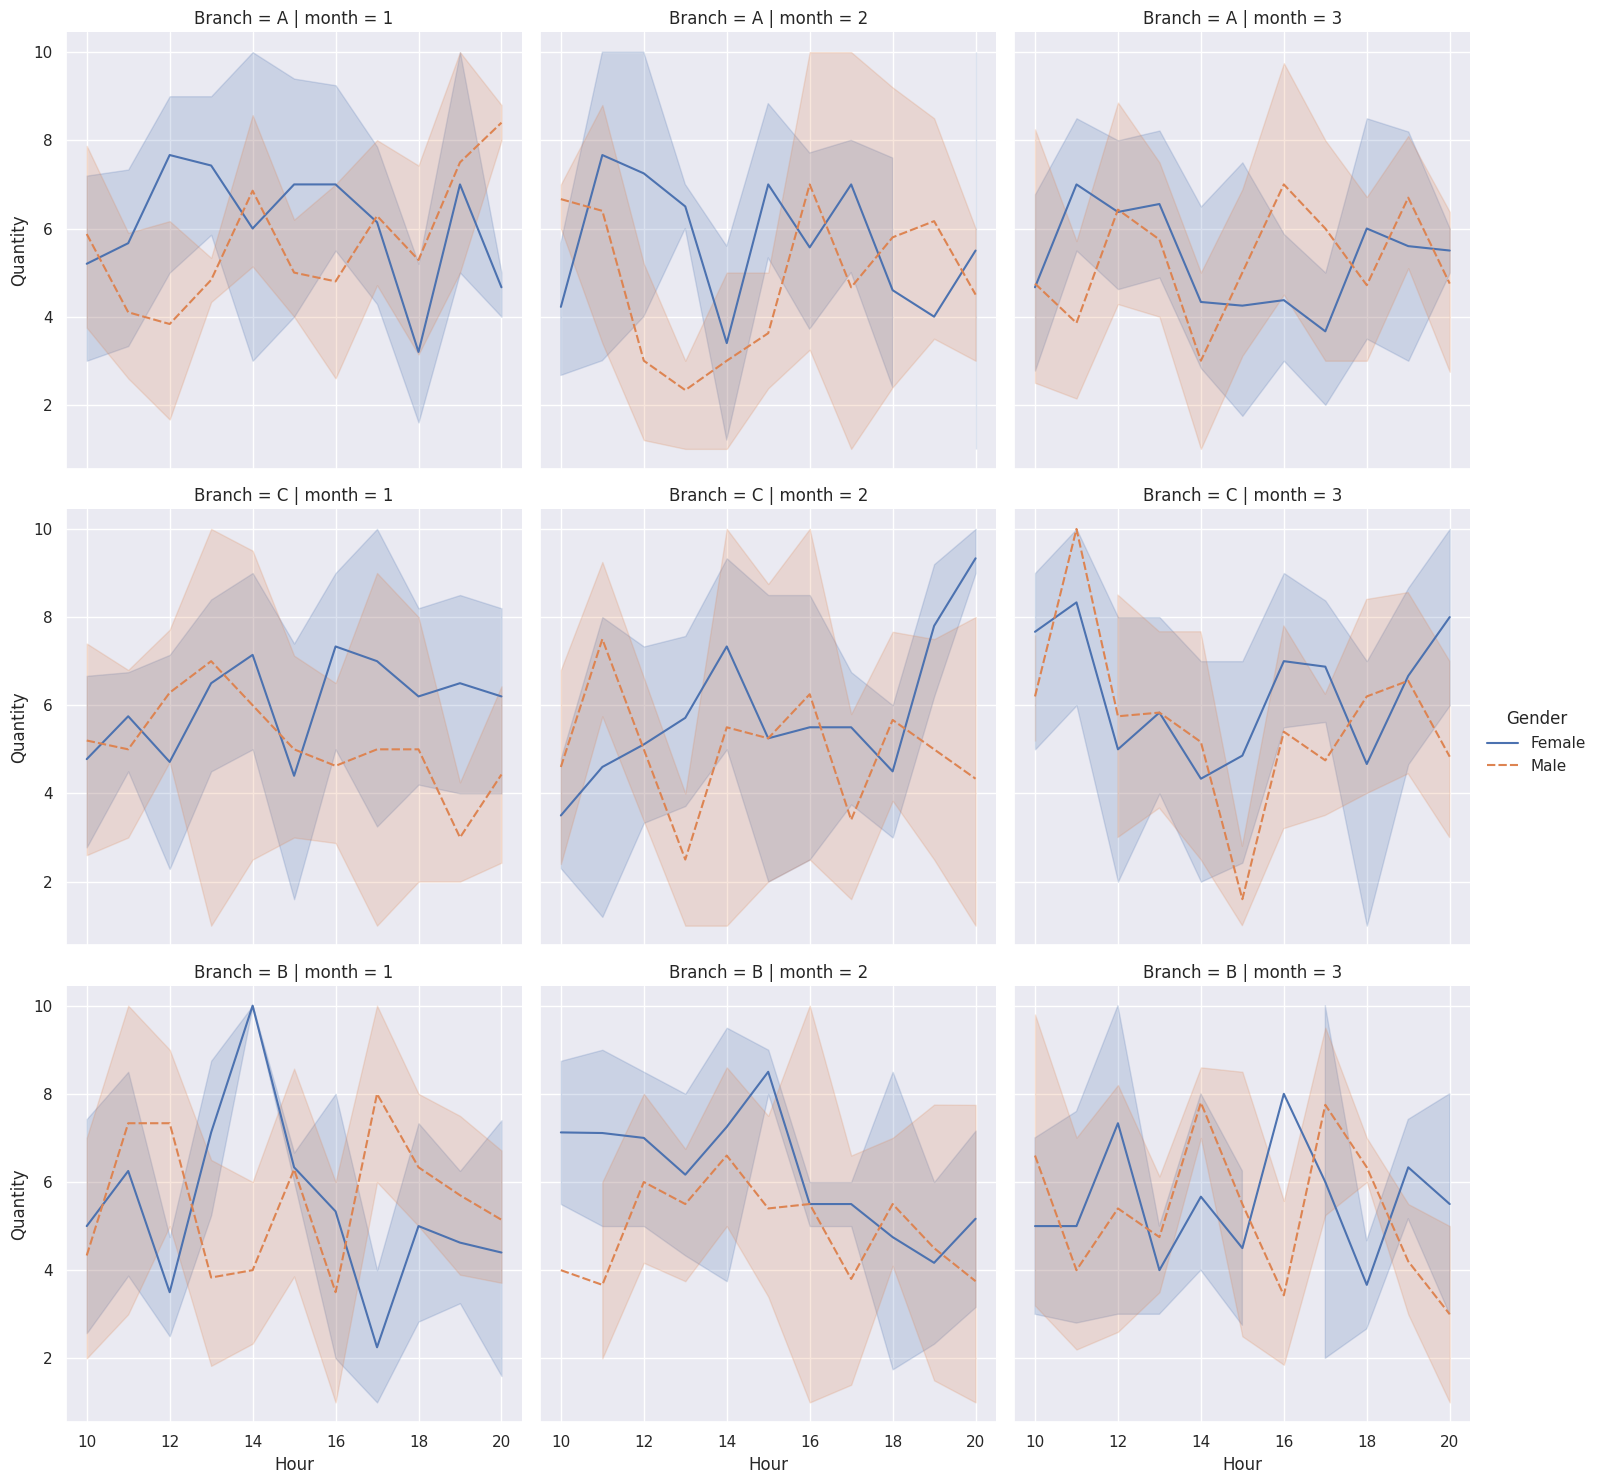 Branch = A | month = 1
Branch = A | month = 2
Branch = A | month = 3
10
8
6
4
2
Quantity
Branch = C | month = 1
Branch = C | month = 2
Branch = C | month = 3
10
8
6
4
2
Quantity
Gender
Female
Male
Branch = B | month = 1
Branch = B | month = 2
Branch = B | month = 3
10
8
6
4
2
Quantity
10 12 14 16 18 20
10 12 14 16 18 20
10 12 14 16 18 20
Hour
Hour
Hour